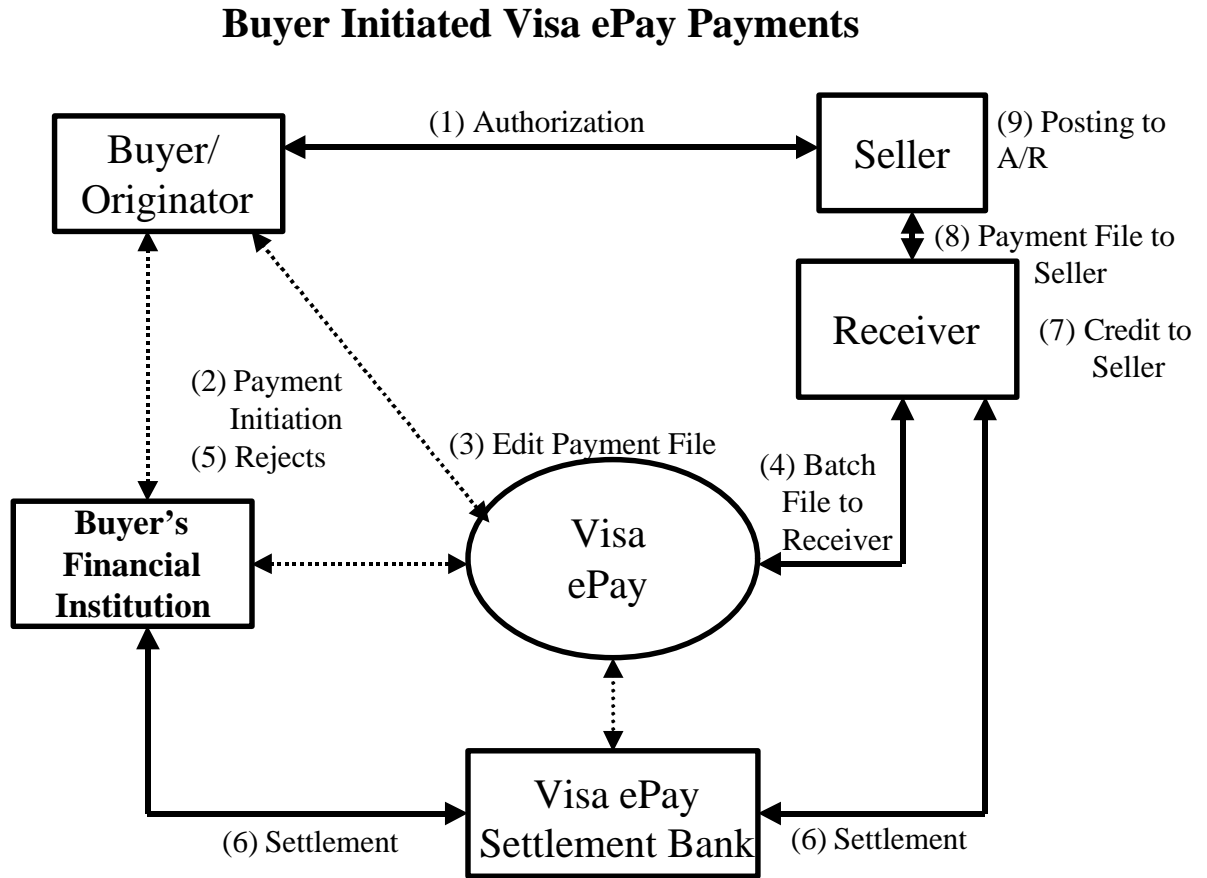 Buyer Initiated Visa ePay Payments
(1) Authorization
Buyer/
Originator
Seller
(9) Posting to
A/R
(8) Payment File to
Seller
Receiver
(7) Credit to
Seller
(2) Payment
Initiation
(5) Rejects
(3) Edit Payment File
(4) Batch
File to
Receiver
Buyer’s
Financial
Institution
Visa
ePay
Visa ePay
Settlement Bank
(6) Settlement
(6) Settlement